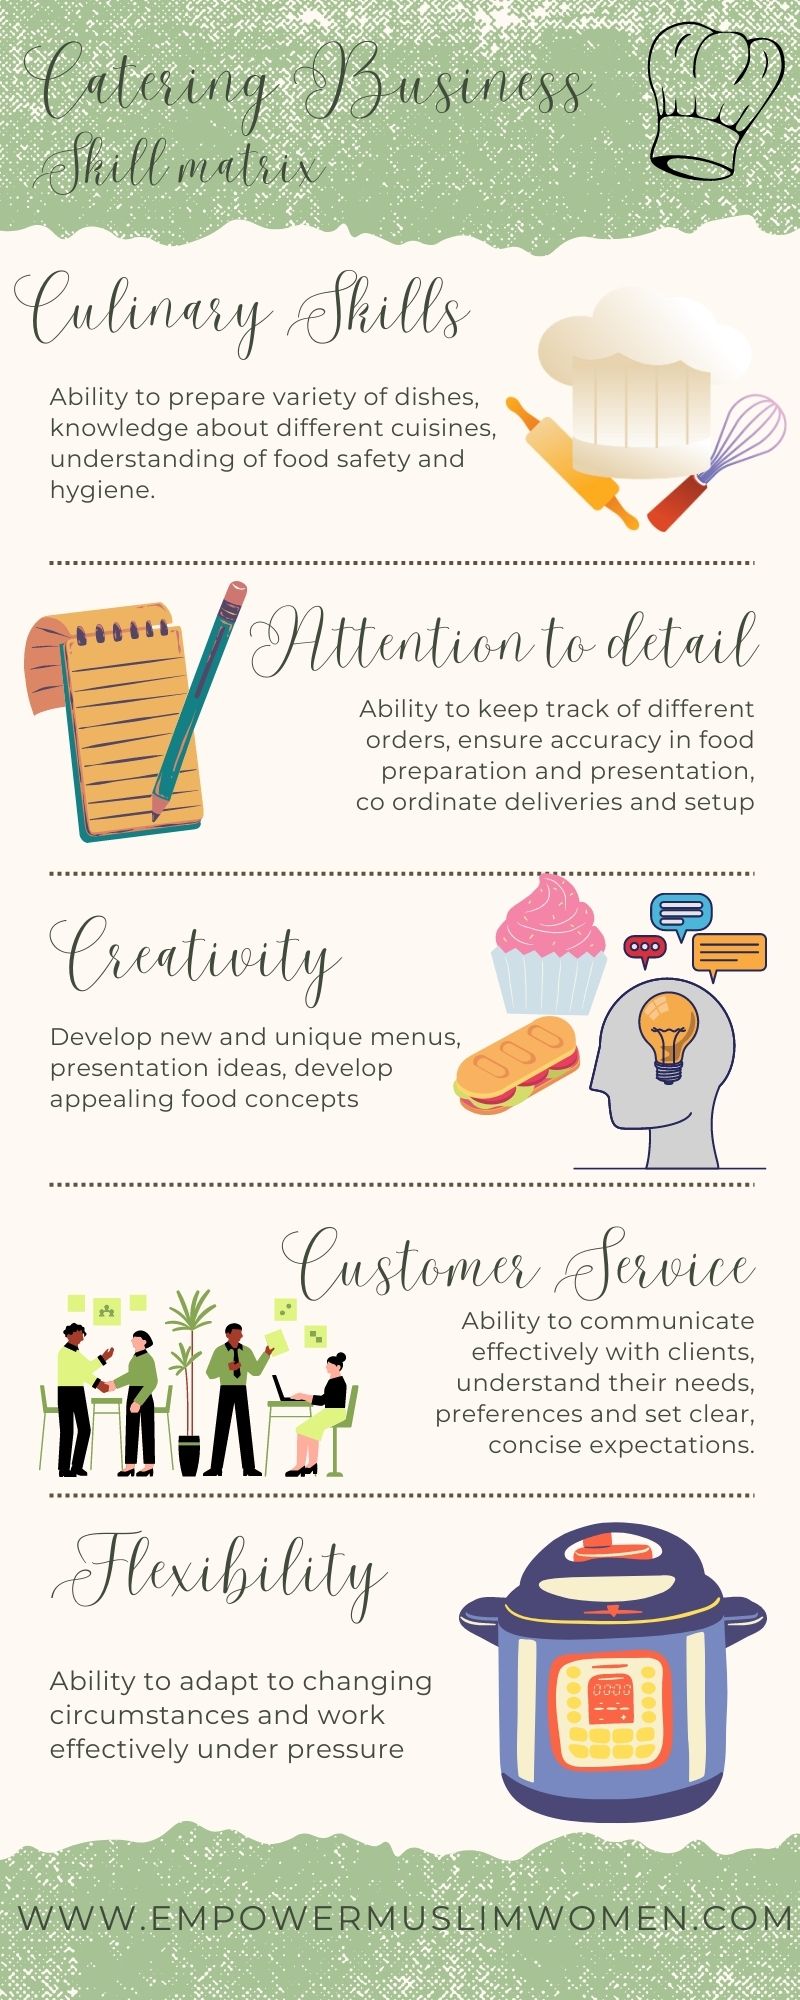 Catering Business
Skill matrix
Culinary Skills
Ability to prepare variety of dishes,
knowledge about different cuisines,
understanding of food safety and
hygiene.
Attention to detail
Ability to keep track of different
orders, ensure accuracy in food
preparation and presentation,
co ordinate deliveries and setup
Creativity
Develop new and unique menus,
presentation ideas, develop
appealing food concepts
Customer Service
Ability to communicate
effectively with clients,
understand their needs,
preferences and set clear,
concise expectations.
Flexibility
Ability to adapt to changing
circumstances and work
effectively under pressure
00:00
WWW.EMPOWERMUSLIMWOMEN.COM